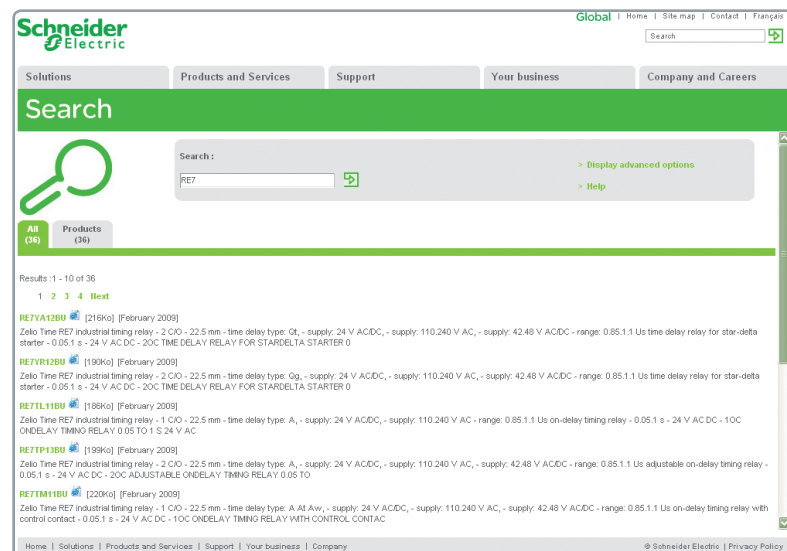 Global | Home | Site map | Contact | Français
Schneider
Electric
Search
Solutions Products and Services Support Your business Company and Careers
Search
Search :
RE7
> Display advanced options
> Help
All
(36)
Products
(36)
Results :1 - 10 of 36
1 2 3 4 Next
RE7YA12BU [216Ko] [February 2009]
Zelio Time RE7 industrial timing relay - 2 C/O - 22.5 mm - time delay type: Qt, - supply: 24 V AC/DC, - supply: 110.240 V AC, - supply: 42.48 V AC/DC - range: 0.85.1.1 Us time delay relay for star-delta
starter - 0.05.1 s - 24 V AC DC - 2OC TIME DELAY RELAY FOR STARDELTA STARTER 0
RE7YR12BU [190Ko] [February 2009]
Zelio Time RE7 industrial timing relay - 2 C/O - 22.5 mm - time delay type: Qg, - supply: 24 V AC/DC, - supply: 110.240 V AC, - supply: 42.48 V AC/DC - range: 0.85.1.1 Us time delay relay for star-delta
starter - 0.05.1 s - 24 V AC DC - 2OC TIME DELAY RELAY FOR STARDELTA STARTER 0
RE7TL11BU [186Ko] [February 2009]
Zelio Time RE7 industrial timing relay - 1 C/O - 22.5 mm - time delay type: A, - supply: 24 V AC/DC, - supply: 110.240 V AC - range: 0.85.1.1 Us on-delay timing relay - 0.05.1 s - 24 V AC DC - 1OC
ONDELAY TIMING RELAY 0.05 TO 1 S 24 V AC
RE7TP13BU [199Ko] [February 2009]
Zelio Time RE7 industrial timing relay - 2 C/O - 22.5 mm - time delay type: A, - supply: 24 V AC/DC, - supply: 110.240 V AC, - supply: 42.48 V AC/DC - range: 0.85.1.1 Us adjustable on-delay timing relay -
0.05.1 s - 24 V AC DC - 2OC ADJUSTABLE ONDELAY TIMING RELAY 0.05 TO
RE7TM11BU [220Ko] [February 2009]
Zelio Time RE7 industrial timing relay - 1 C/O - 22.5 mm - time delay type: A At Aw, - supply: 24 V AC/DC, - supply: 110.240 V AC, - supply: 42.48 V AC/DC - range: 0.85.1.1 Us on-delay timing relay with
control contact - 0.05.1 s - 24 V AC DC - 1OC ONDELAY TIMING RELAY WITH CONTROL CONTAC
Home | Solutions | Products and Services | Support | Your business | Company © Schneider Electric | Privacy Policy